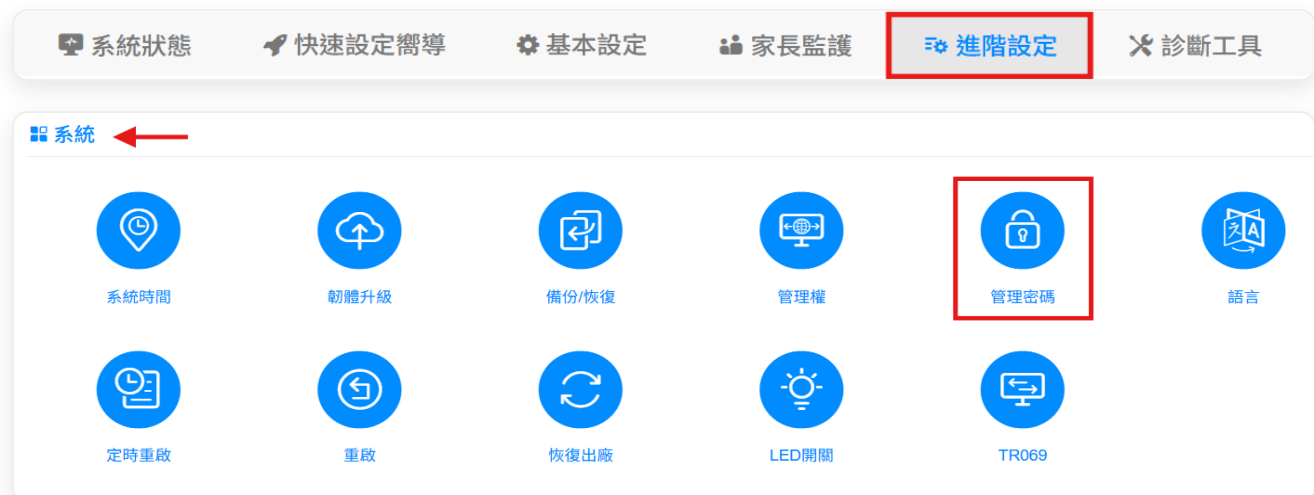 系統狀態 快速設定嚮導 基本設定 家長監護 進階設定 診斷工具
系統
系統時間 韌體升級 備份/恢復 管理權 管理密碼 語言
定時重啟 重啟 恢復出廠 LED開關 TR069